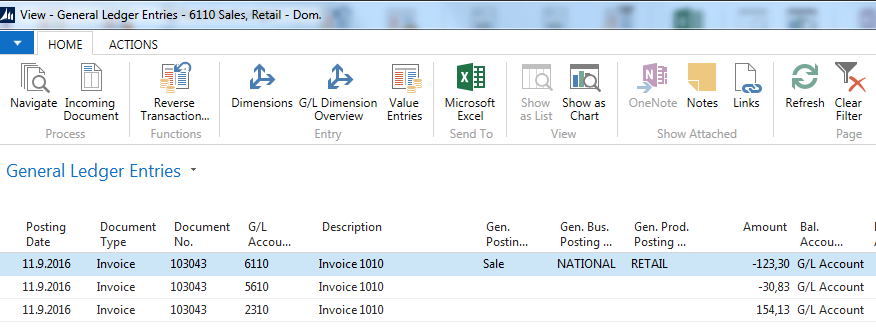 View - General Ledger Entries - 6110 Sales, Retail - Dom.
HOME ACTIONS
Navigate Incoming Document Reverse Transaction... Dimensions G/L Dimension Overview Value Entries Microsoft Excel Show as List Show as Chart OneNote Notes Links Refresh Clear Filter
Process Functions Entry Send To View Show Attached Page
General Ledger Entries
Posting Date Document Type Document No. G/L Accou... Description Gen. Postin... Gen. Bus. Posting ... Gen. Prod. Posting ... Amount Bal. Accou...
11.9.2016 Invoice 103043 6110 Invoice 1010 Sale NATIONAL RETAIL -123,30 G/L Account
11.9.2016 Invoice 103043 5610 Invoice 1010 -30,83 G/L Account
11.9.2016 Invoice 103043 2310 Invoice 1010 154,13 G/L Account